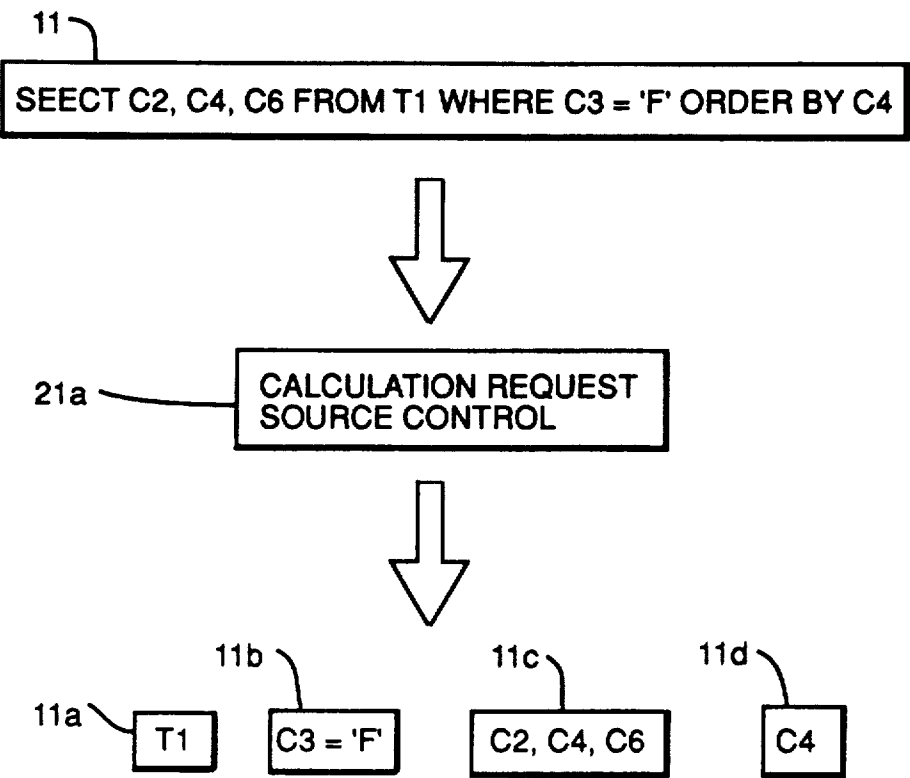 11
SEECT C2, C4, C6 FROM T1 WHERE C3 = 'F' ORDER BY C4
21a
CALCULATION REQUEST
SOURCE CONTROL
11b
11c
11d
11a
T1
C3 = 'F'
C2, C4, C6
C4